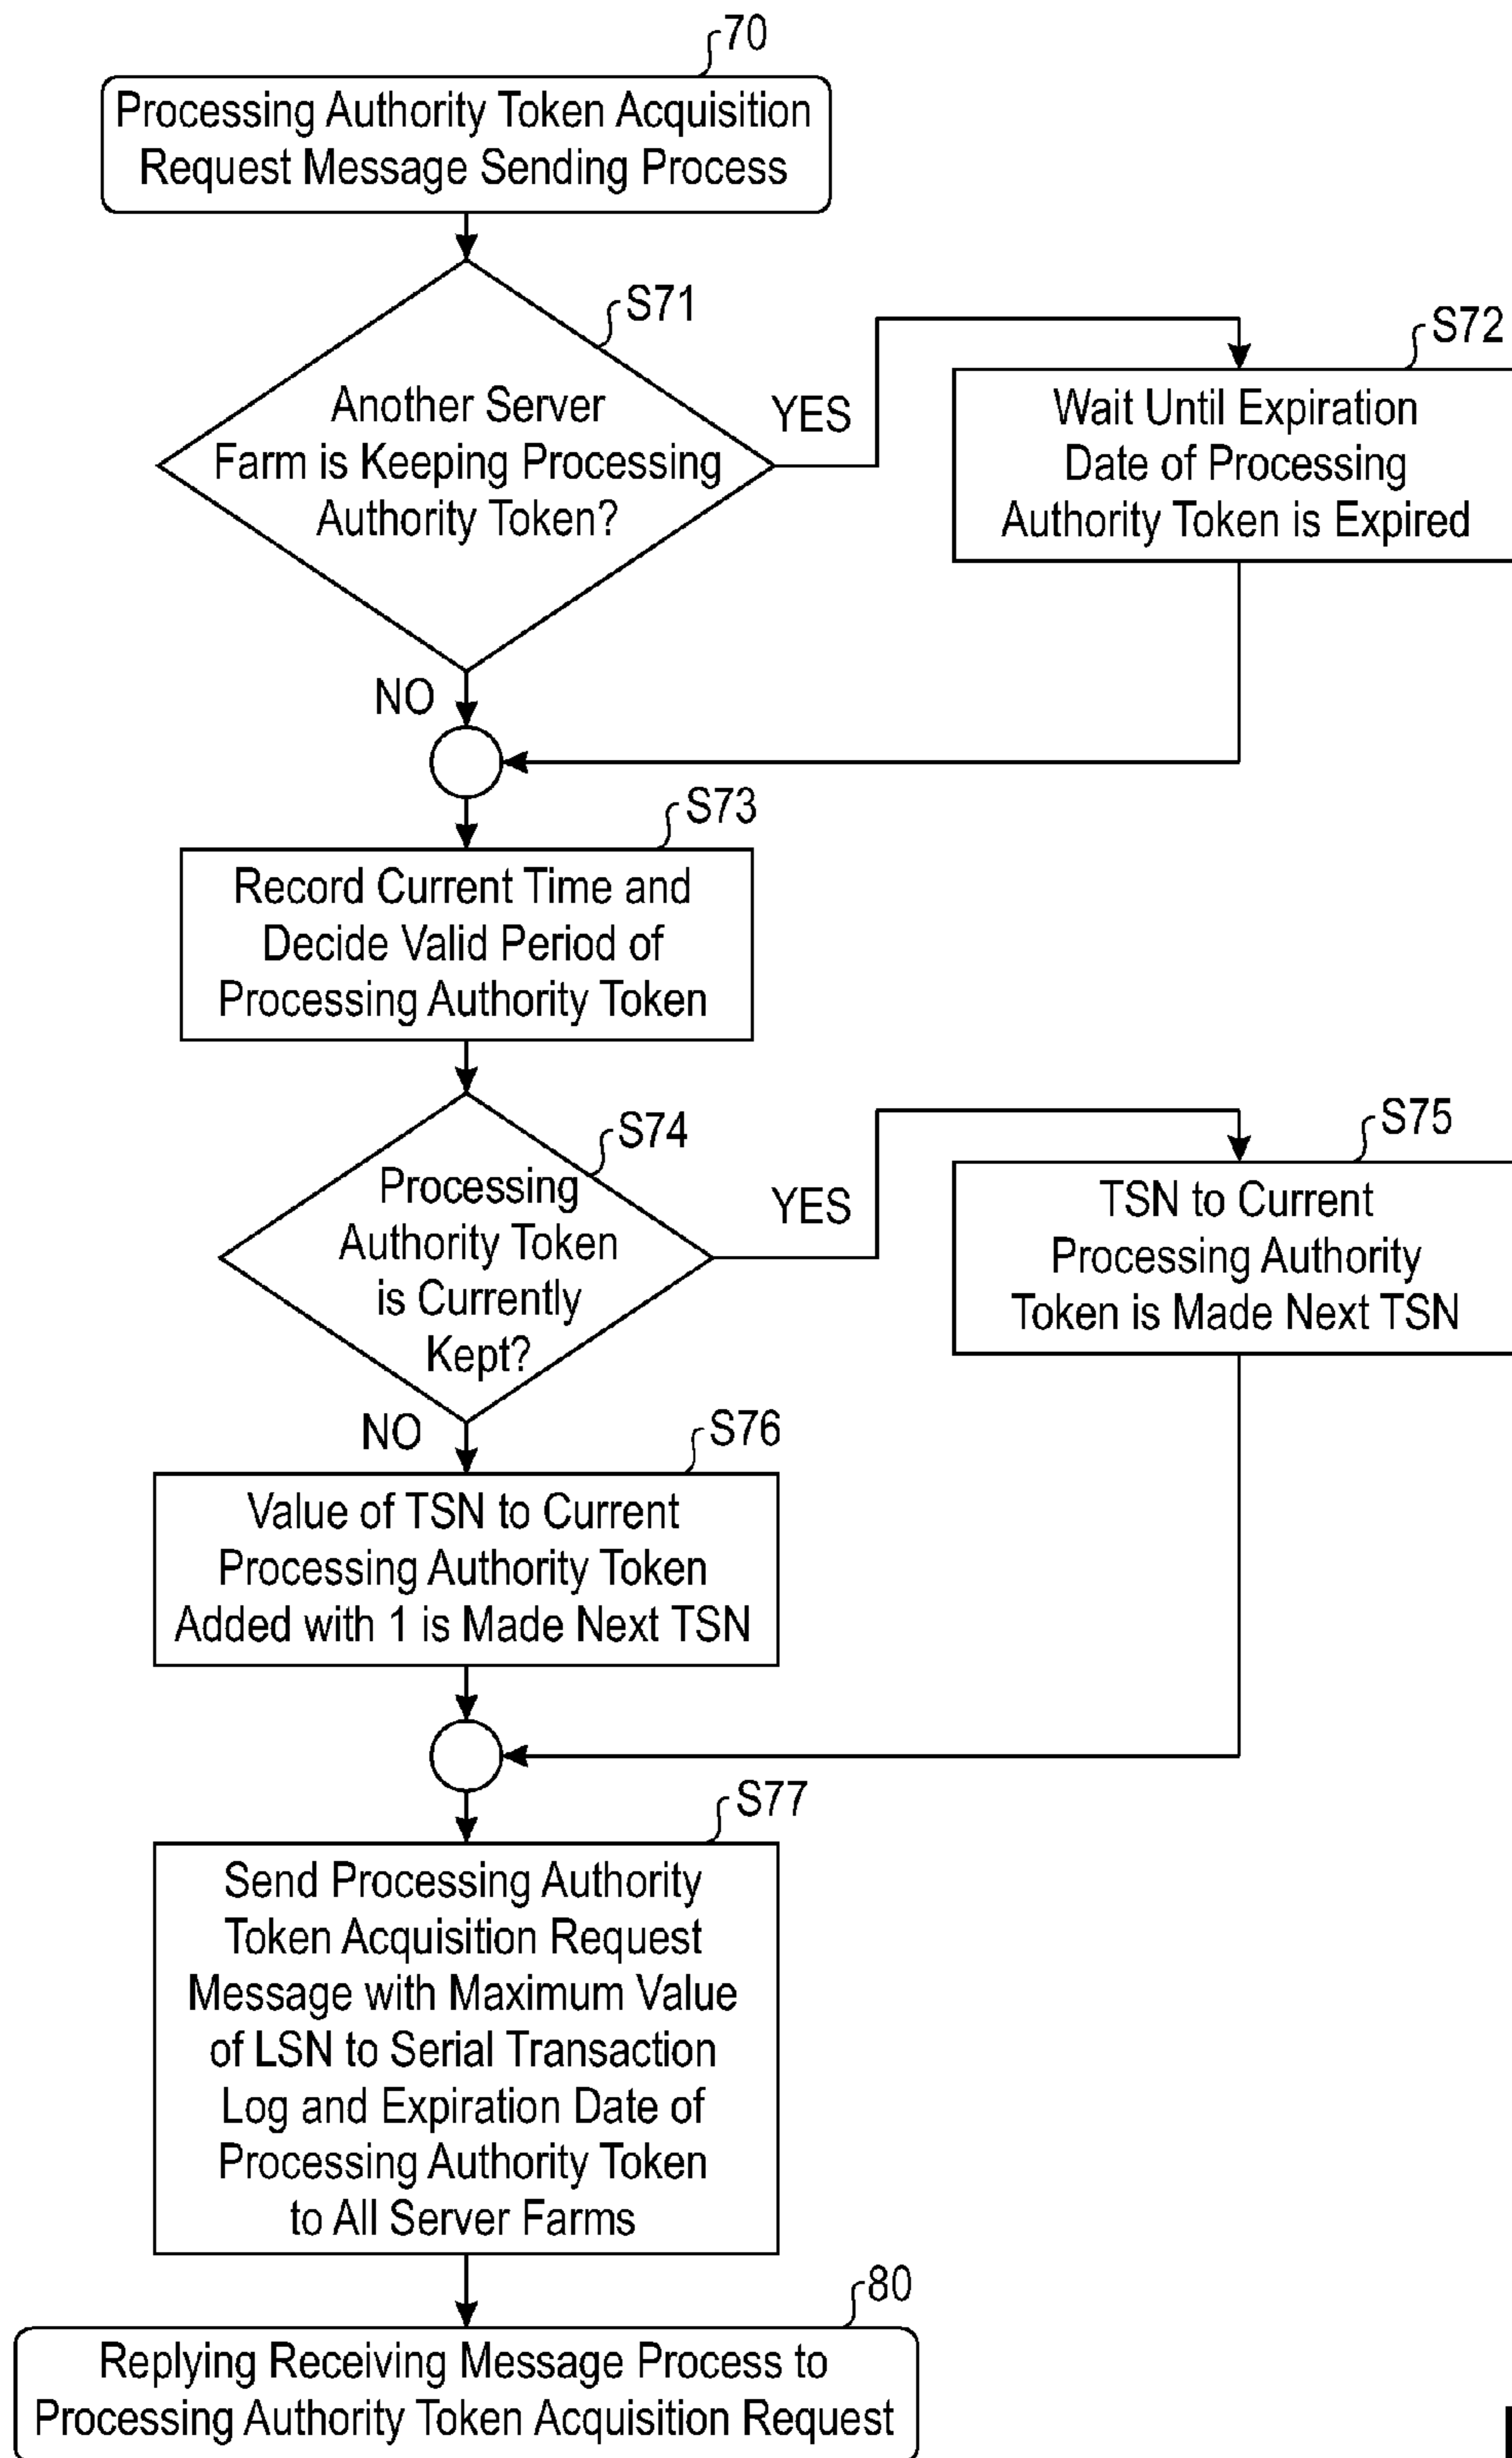 70
Processing Authority Token Acquisition
Request Message Sending Process
S71
Another Server
Farm is Keeping Processing
Authority Token?
YES
S72
Wait Until Expiration
Date of Processing
Authority Token is Expired
NO
S73
Record Current Time and
Decide Valid Period of
Processing Authority Token
S74
Processing
Authority Token
is Currently
Kept?
YES
S75
TSN to Current
Processing Authority
Token is Made Next TSN
NO
S76
Value of TSN to Current
Processing Authority Token
Added with 1 is Made Next TSN
S77
Send Processing Authority
Token Acquisition Request
Message with Maximum Value
of LSN to Serial Transaction
Log and Expiration Date of
Processing Authority Token
to All Server Farms
80
Replying Receiving Message Process to
Processing Authority Token Acquisition Request